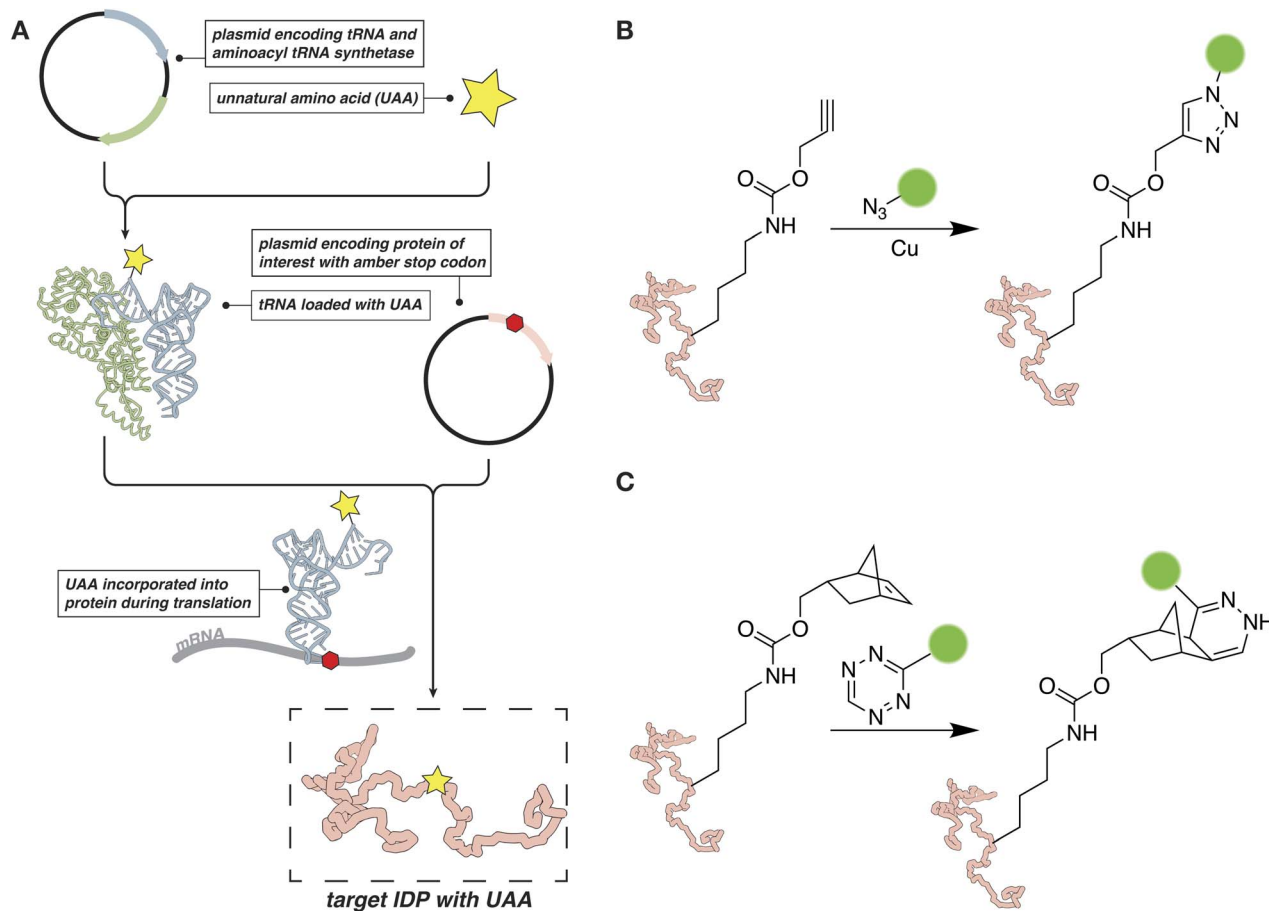 A
plasmid encoding tRNA and
aminoacyl tRNA synthetase
unnatural amino acid (UAA)
plasmid encoding protein of
interest with amber stop codon
tRNA loaded with UAA
UAA incorporated into
protein during translation
mRNA
target IDP with UAA
B
O
O
NH
N₃
Cu
N
N
N
O
O
NH
C
O
O
NH
N
N
N
N
N
NH
O
O
NH